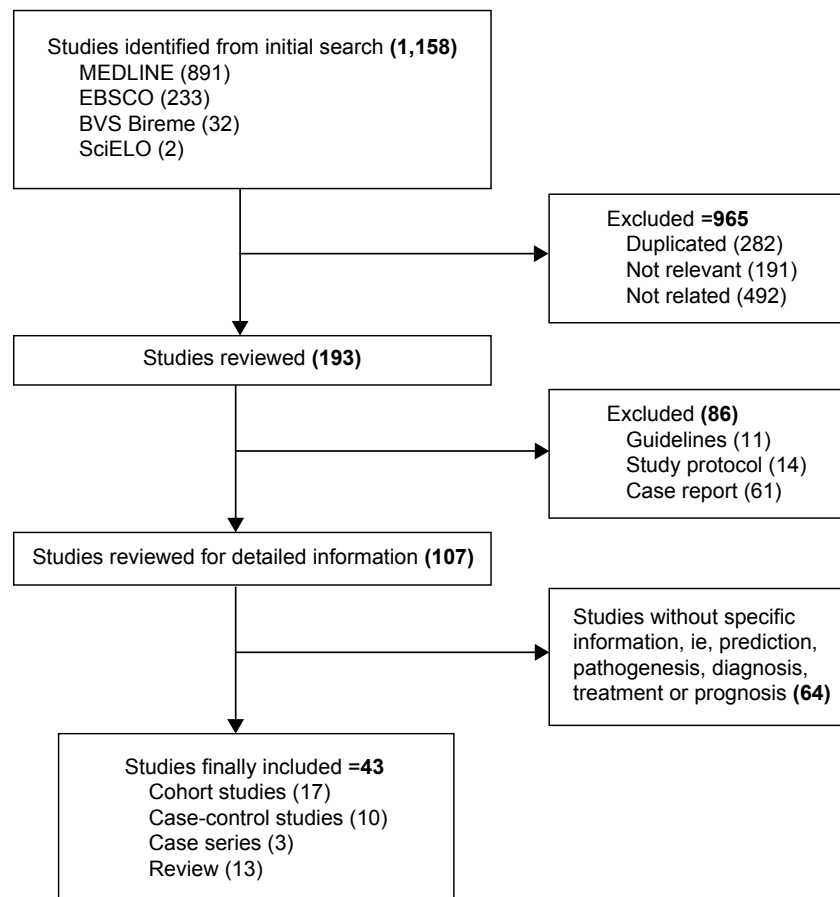 Studies identified from initial search (1,158)
MEDLINE (891)
EBSCO (233)
BVS Bireme (32)
SciELO (2)
Excluded =965
Duplicated (282)
Not relevant (191)
Not related (492)
Studies reviewed (193)
Excluded (86)
Guidelines (11)
Study protocol (14)
Case report (61)
Studies reviewed for detailed information (107)
Studies without specific
information, ie, prediction,
pathogenesis, diagnosis,
treatment or prognosis (64)
Studies finally included =43
Cohort studies (17)
Case-control studies (10)
Case series (3)
Review (13)